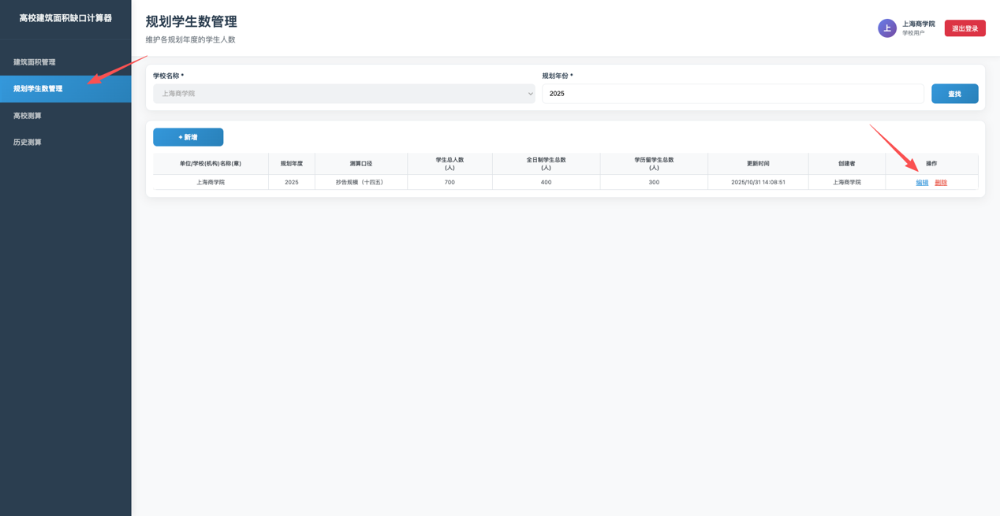 高校建筑面积缺口计算器
建筑面积管理
规划学生数管理
高校测算
历史测算
规划学生数管理
维护各规划年度的学生人数
上
上海商学院
学校用户
退出登录
学校名称 *
上海商学院
规划年份 *
2025
查找
+ 新增
单位/学校(机构)名称(章)
规划年度
测算口径
学生总人数
(人)
全日制学生总数
(人)
学历留学生总数
(人)
更新时间
创建者
操作
上海商学院
2025
抄告规模（十四五）
700
400
300
2025/10/31 14:08:51
上海商学院
编辑
删除